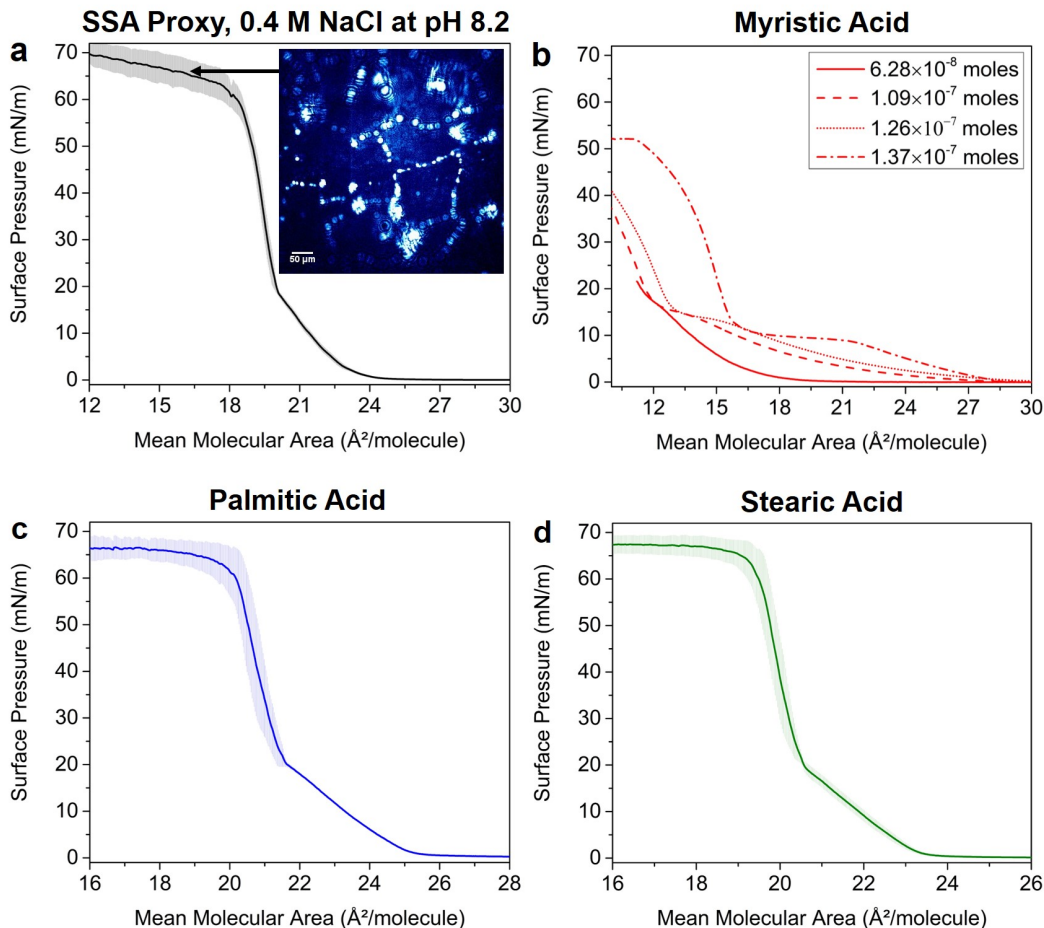 SSA Proxy, 0.4 M NaCl at pH 8.2
a
70
60
50
40
30
20
10
0
Surface Pressure (mN/m)
50 µm
12 15 18 21 24 27 30
Mean Molecular Area (Å²/molecule)
Myristic Acid
b
70
60
50
40
30
20
10
0
Surface Pressure (mN/m)
6.28×10⁻⁸ moles
1.09×10⁻⁷ moles
1.26×10⁻⁷ moles
1.37×10⁻⁷ moles
12 15 18 21 24 27 30
Mean Molecular Area (Å²/molecule)
Palmitic Acid
c
70
60
50
40
30
20
10
0
Surface Pressure (mN/m)
16 18 20 22 24 26 28
Mean Molecular Area (Å²/molecule)
Stearic Acid
d
70
60
50
40
30
20
10
0
Surface Pressure (mN/m)
16 18 20 22 24 26
Mean Molecular Area (Å²/molecule)